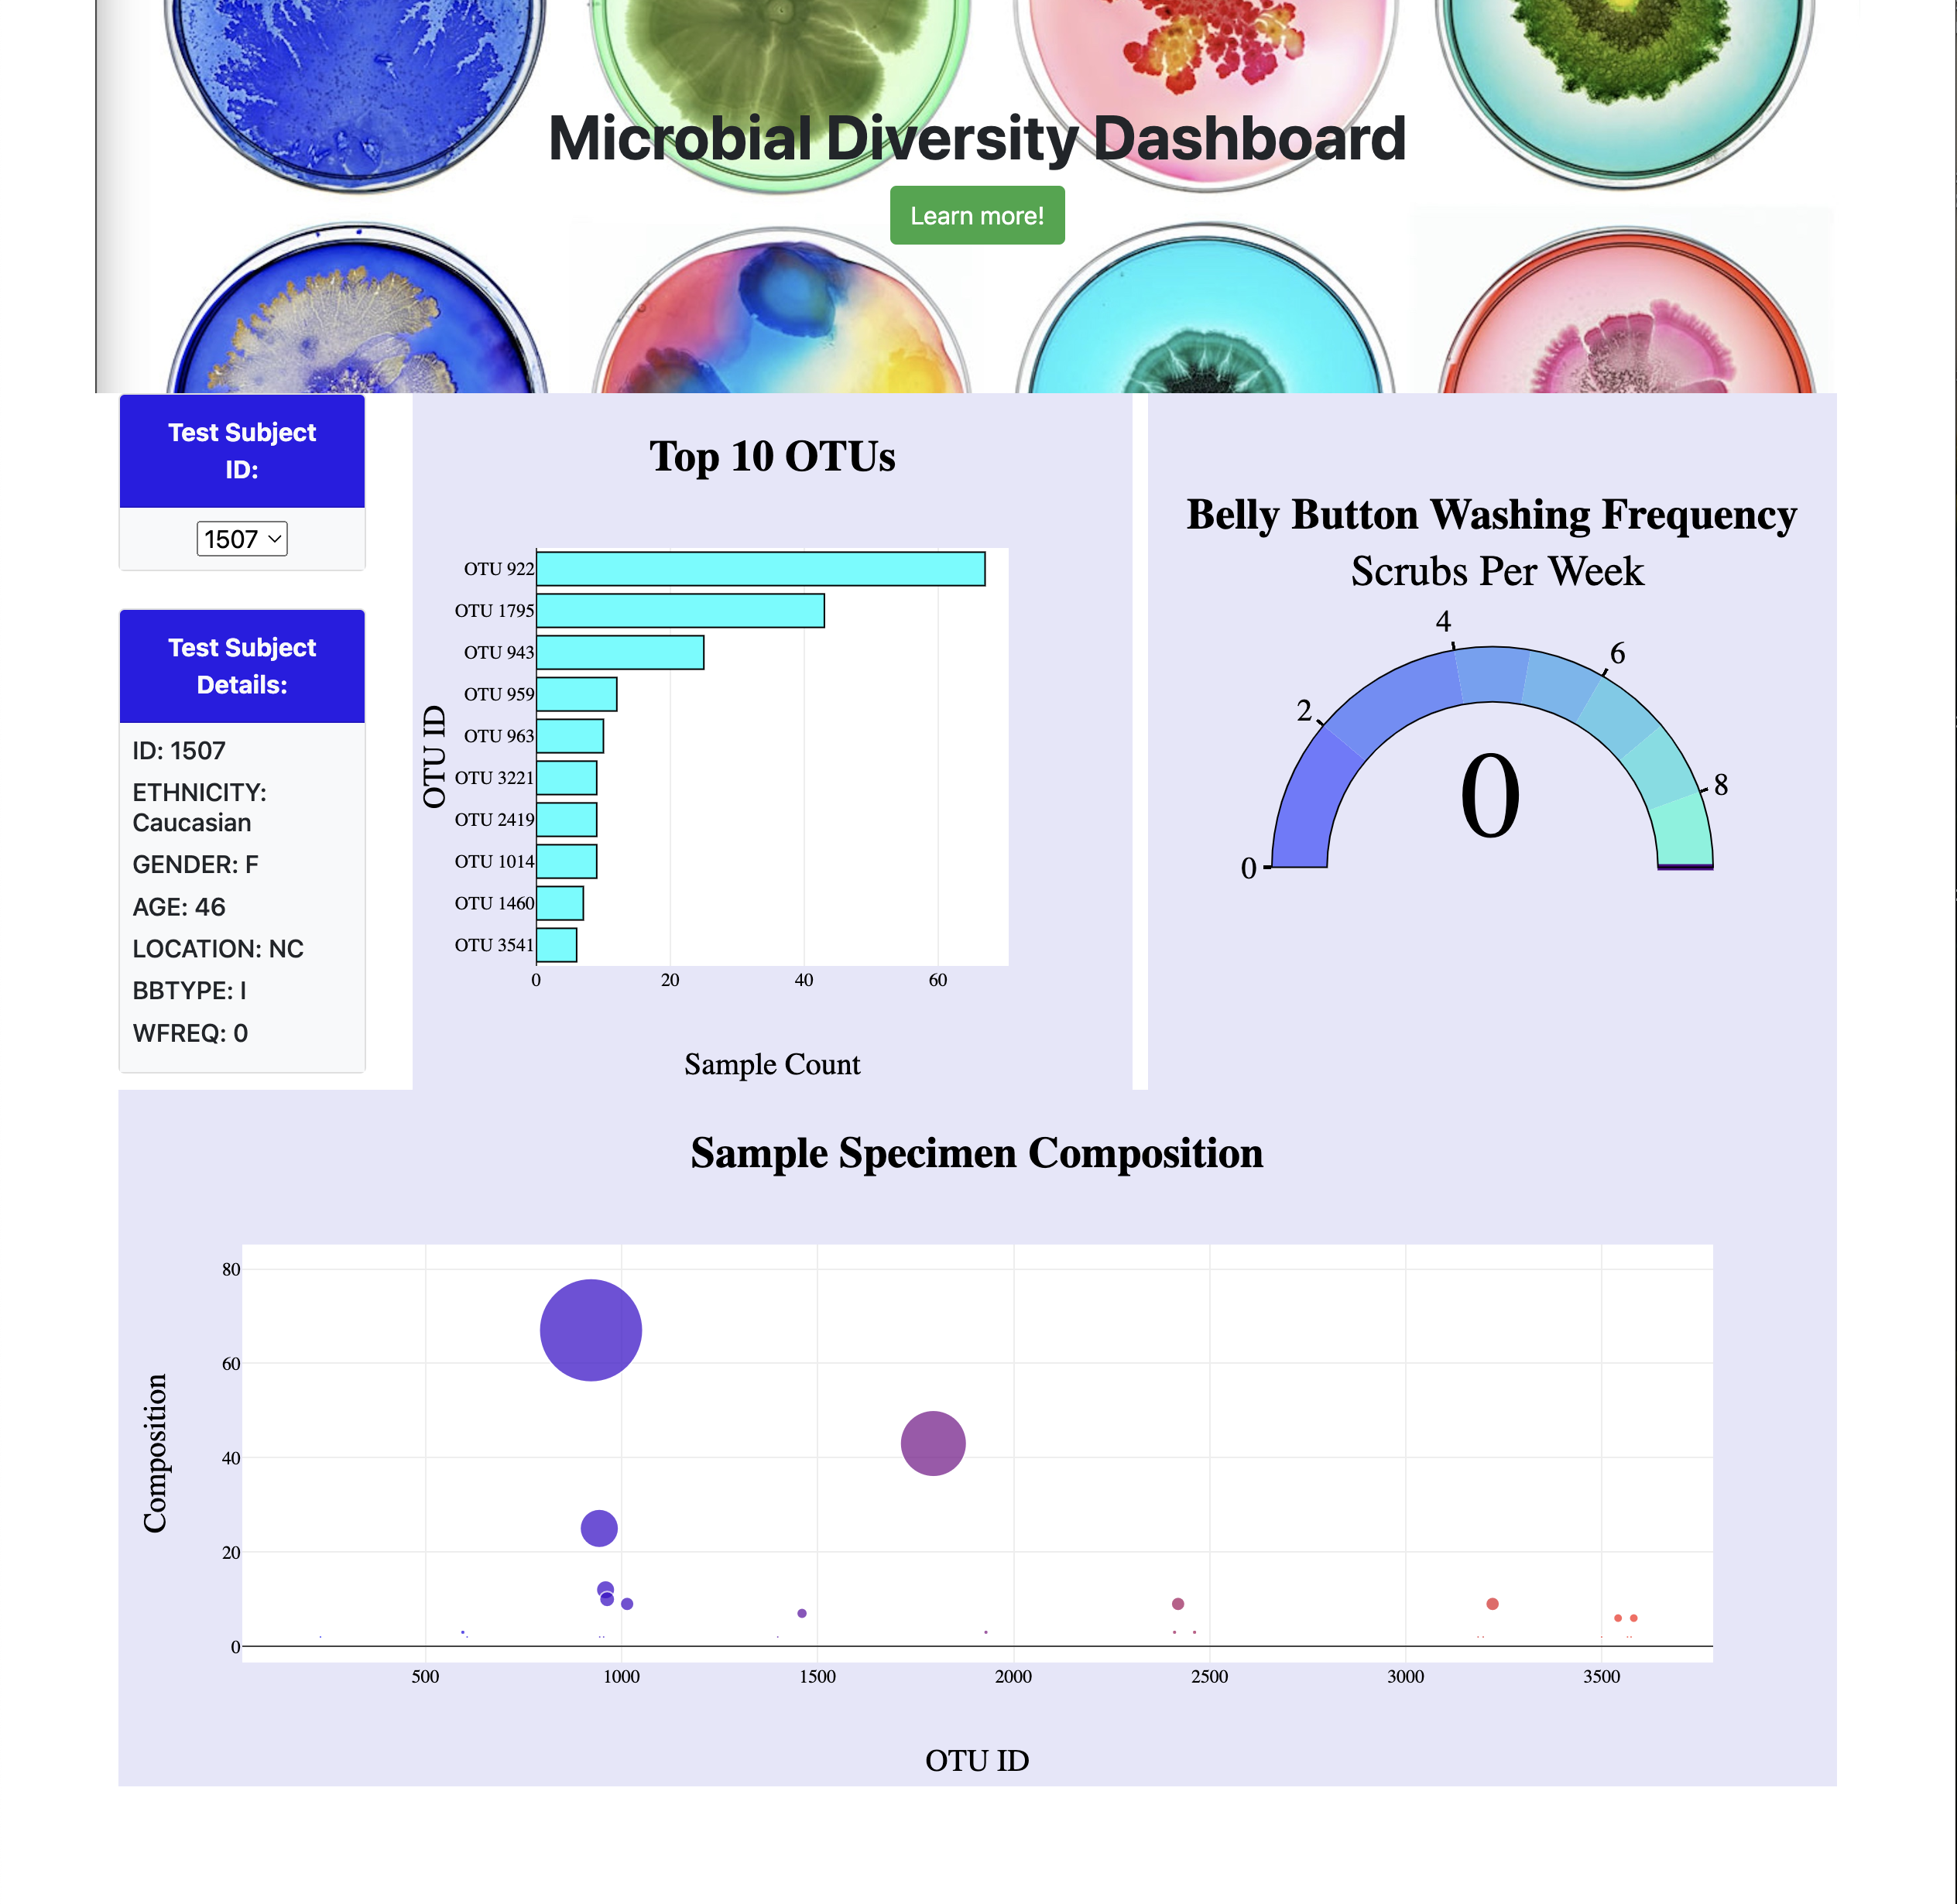 Microbial Diversity Dashboard
Learn more!
Test Subject
ID:
1507
Test Subject
Details:
ID: 1507
ETHNICITY:
Caucasian
GENDER: F
AGE: 46
LOCATION: NC
BBTYPE: I
WFREQ: 0
Top 10 OTUs
OTU ID
OTU 922
OTU 1795
OTU 943
OTU 959
OTU 963
OTU 3221
OTU 2419
OTU 1014
OTU 1460
OTU 3541
0 20 40 60
Sample Count
Belly Button Washing Frequency
Scrubs Per Week
0
2
4
6
8
0
Sample Specimen Composition
Composition
80
60
40
20
0
500 1000 1500 2000 2500 3000 3500
OTU ID